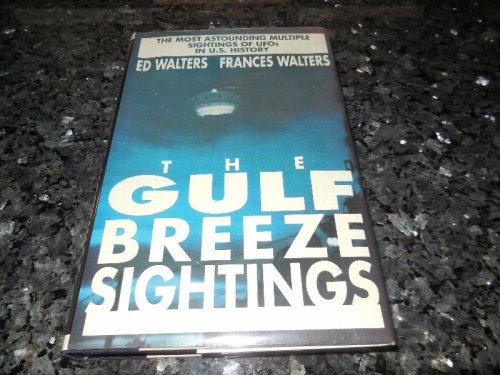 THE MOST ASTOUNDING MULTIPLE
SIGHTINGS OF UFOs
IN U.S. HISTORY
ED WALTERS FRANCES WALTERS
THE
GULF
BREEZE
SIGHTINGS